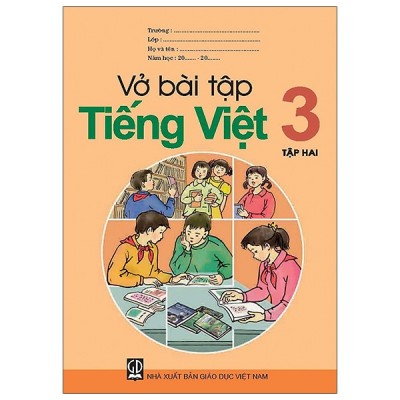 Trường : ............................................
Lớp : ...................................................
Họ và tên : ..........................................
Năm học : 20....... - 20.......
Vở bài tập
Tiếng Việt 3
TẬP HAI
GD
NHÀ XUẤT BẢN GIÁO DỤC VIỆT NAM